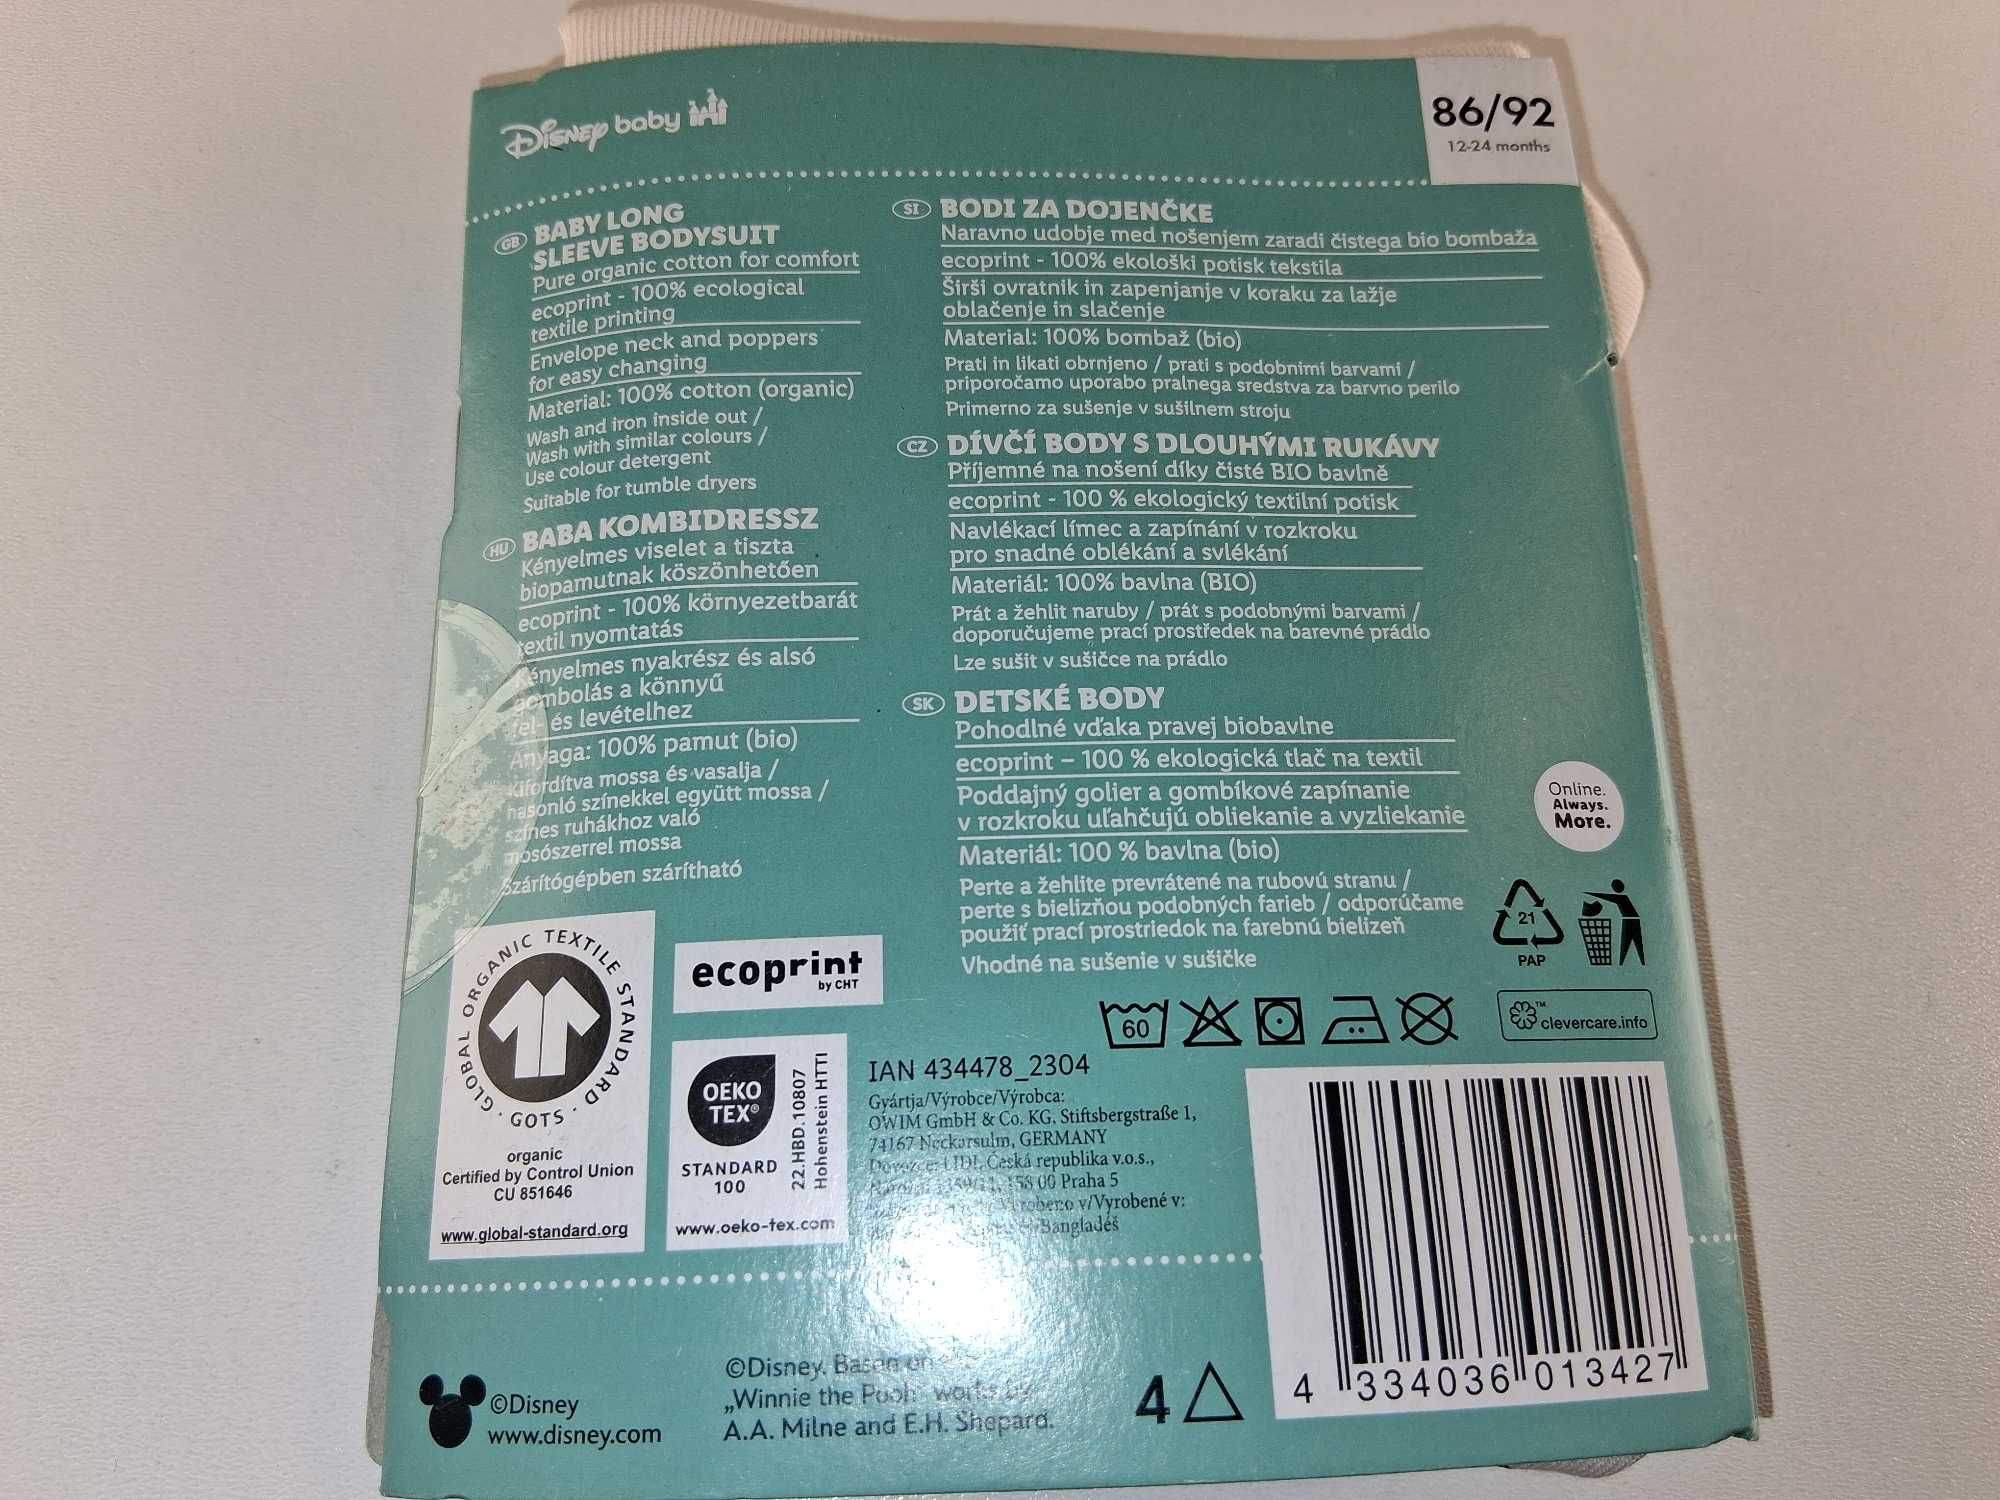 Disney baby
86/92
12-24 months
GB BABY LONG
SLEEVE BODYSUIT
Pure organic cotton for comfort
ecoprint - 100% ecological
textile printing
Envelope neck and poppers
for easy changing
Material: 100% cotton (organic)
Wash and iron inside out /
Wash with similar colours /
Use colour detergent
Suitable for tumble dryers
HU BABA KOMBIDRESSZ
Kényelmes viselet a tiszta
biopamutnak köszönhetően
ecoprint - 100% környezetbarát
textil nyomtatás
Kényelmes nyakrész és alsó
gombolás a könnyű
fel- és levételhez
Anyaga: 100% pamut (bio)
Kifordítva mossa és vasalja /
hasonló színekkel együtt mossa /
színes ruhákhoz való
mosószerrel mossa
Szárítógépben szárítható
SI BODI ZA DOJENČKE
Naravno udobje med nošenjem zaradi čistega bio bombaža
ecoprint - 100% ekološki potisk tekstila
Širši ovratnik in zapenjanje v koraku za lažje
oblačenje in slačenje
Material: 100% bombaž (bio)
Prati in likati obrnjeno / prati s podobnimi barvami /
priporočamo uporabo pralnega sredstva za barvno perilo
Primerno za sušenje v sušilnem stroju
CZ DÍVČÍ BODY S DLOUHÝMI RUKÁVY
Příjemné na nošení díky čisté BIO bavlně
ecoprint - 100 % ekologický textilní potisk
Navlékací límec a zapínání v rozkroku
pro snadné oblékání a svlékání
Materiál: 100% bavlna (BIO)
Prát a žehlit naruby / prát s podobnými barvami /
doporučujeme prací prostředek na barevné prádlo
Lze sušit v sušičce na prádlo
SK DETSKÉ BODY
Pohodlné vďaka pravej biobavlne
ecoprint – 100 % ekologická tlač na textil
Poddajný golier a gombíkové zapínanie
v rozkroku uľahčujú obliekanie a vyzliekanie
Materiál: 100 % bavlna (bio)
Perte a žehlite prevrátené na rubovú stranu /
perte s bielizňou podobných farieb / odporúčame
použiť prací prostriedok na farebnú bielizeň
Vhodné na sušenie v sušičke
Online.
Always.
More.
21
PAP
60
™ clevercare.info
GLOBAL ORGANIC TEXTILE STANDARD · GOTS ·
organic
Certified by Control Union
CU 851646
www.global-standard.org
ecoprint
by CHT
OEKO
TEX®
STANDARD
100
22.HBD.10807
Hohenstein HTTI
www.oeko-tex.com
IAN 434478_2304
Gyártja/Výrobce/Výrobca:
OWIM GmbH & Co. KG, Stiftsbergstraße 1,
74167 Neckarsulm, GERMANY
Dovozce: LIDL Česká republika v.o.s.,
158 00 Praha 5
v/Vyrobené v:
Bangladéš
4 334036 013427
©Disney
www.disney.com
©Disney. Based on
„Winnie the Pooh" works by
A.A. Milne and E.H. Shepard.
4